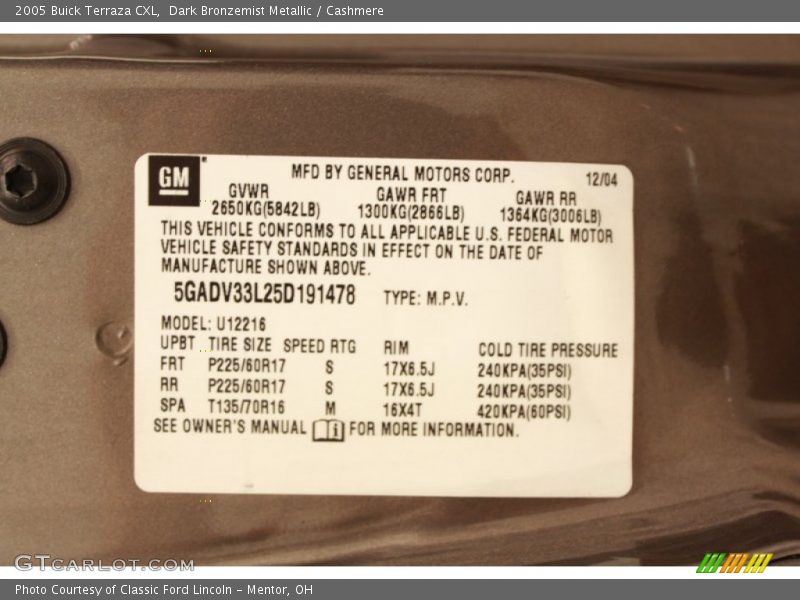 2005 Buick Terraza CXL,  Dark Bronzemist Metallic / Cashmere
GM
MFD BY GENERAL MOTORS CORP.
12/04
GVWR GAWR FRT GAWR RR
2650KG(5842LB) 1300KG(2866LB) 1364KG(3006LB)
THIS VEHICLE CONFORMS TO ALL APPLICABLE U.S. FEDERAL MOTOR
VEHICLE SAFETY STANDARDS IN EFFECT ON THE DATE OF
MANUFACTURE SHOWN ABOVE.
5GADV33L25D191478 TYPE: M.P.V.
MODEL: U12216
UPBT TIRE SIZE SPEED RTG RIM COLD TIRE PRESSURE
FRT P225/60R17 S 17X6.5J 240KPA(35PSI)
RR P225/60R17 S 17X6.5J 240KPA(35PSI)
SPA T135/70R16 M 16X4T 420KPA(60PSI)
SEE OWNER'S MANUAL i FOR MORE INFORMATION.
GTCARLOT.COM
Photo Courtesy of Classic Ford Lincoln - Mentor, OH